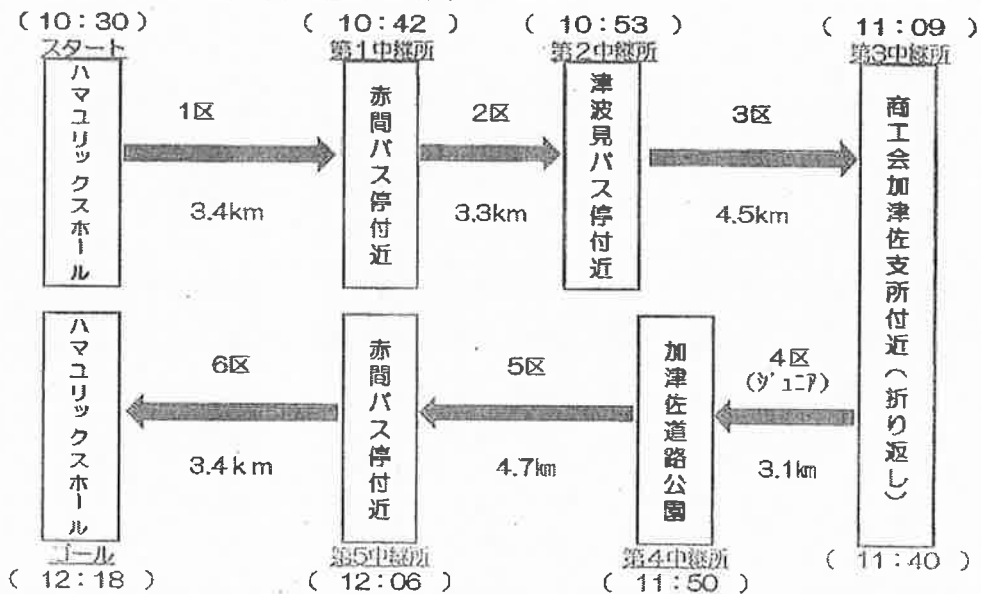 (10:30)
スタート
ハマユリックスホール
1区
3.4km
(10:42)
第1中継所
赤間バス停付近
2区
3.3km
(10:53)
第2中継所
津波見バス停付近
3区
4.5km
(11:09)
第3中継所
商工会加津佐支所付近(折り返し)
(11:40)
4区
(ジュニア)
3.1km
加津佐道路公園
第4中継所
(11:50)
5区
4.7km
赤間バス停付近
第5中継所
(12:06)
6区
3.4km
ハマユリックスホール
ゴール
(12:18)